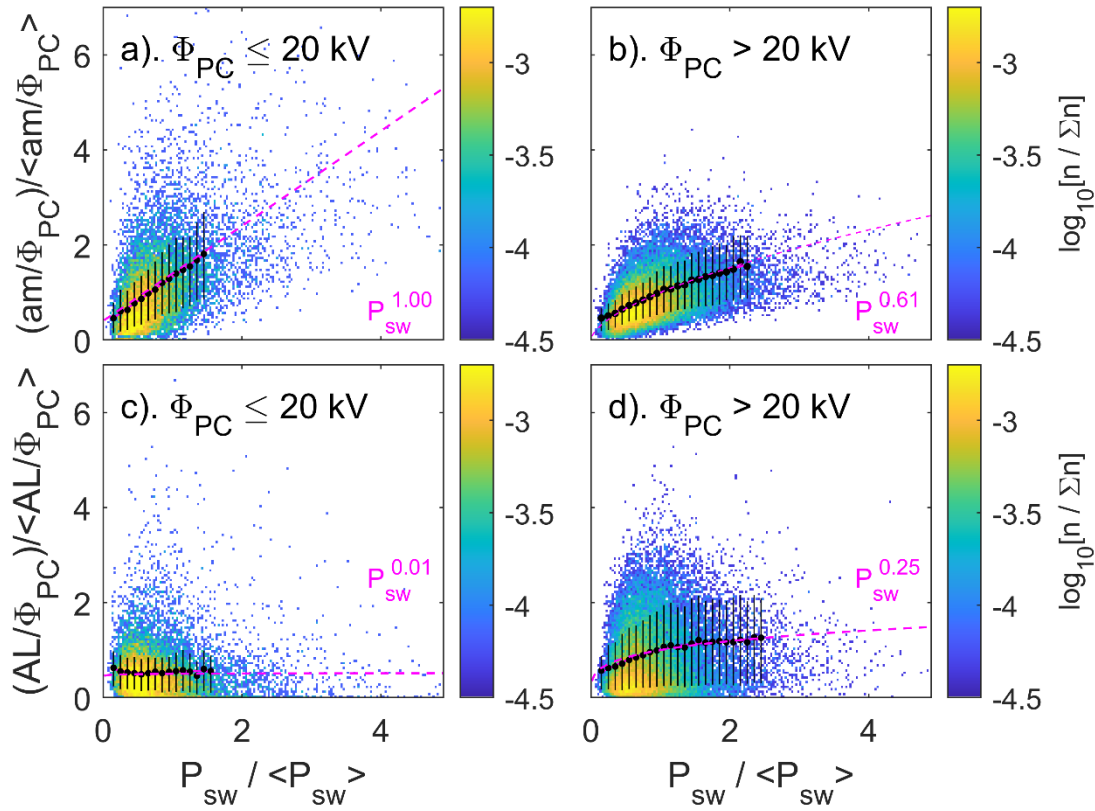 a). Φ_PC ≤ 20 kV
b). Φ_PC > 20 kV
(am/Φ_PC)/<am/Φ_PC>
6
4
2
0
P_sw^1.00
P_sw^0.61
-3
-3.5
-4
-4.5
-3
-3.5
-4
-4.5
log_10[n / Σn]
c). Φ_PC ≤ 20 kV
d). Φ_PC > 20 kV
(AL/Φ_PC)/<AL/Φ_PC>
6
4
2
0
P_sw^0.01
P_sw^0.25
-3
-3.5
-4
-4.5
-3
-3.5
-4
-4.5
log_10[n / Σn]
0 2 4
0 2 4
P_sw / <P_sw>
P_sw / <P_sw>